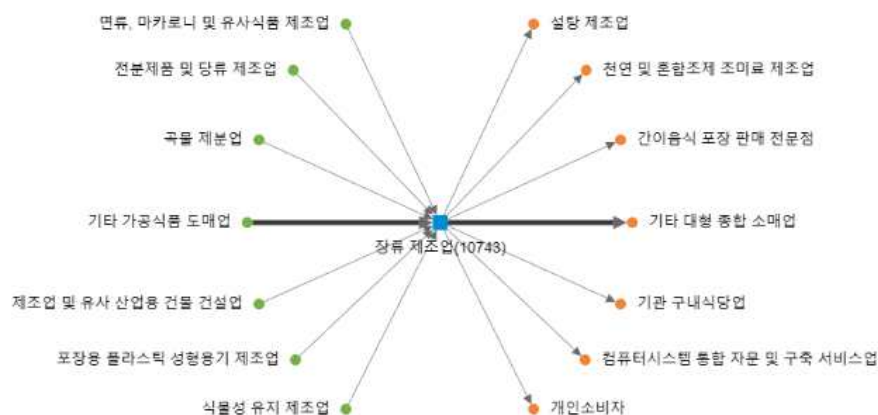 면류, 마카로니 및 유사식품 제조업
설탕 제조업
전분제품 및 당류 제조업
천연 및 혼합조제 조미료 제조업
곡물 제분업
간이음식 포장 판매 전문점
기타 가공식품 도매업
기타 대형 종합 소매업
장류 제조업(10743)
제조업 및 유사 산업용 건물 건설업
기관 구내식당업
포장용 플라스틱 성형용기 제조업
컴퓨터시스템 통합 자문 및 구축 서비스업
식물성 유지 제조업
개인소비자